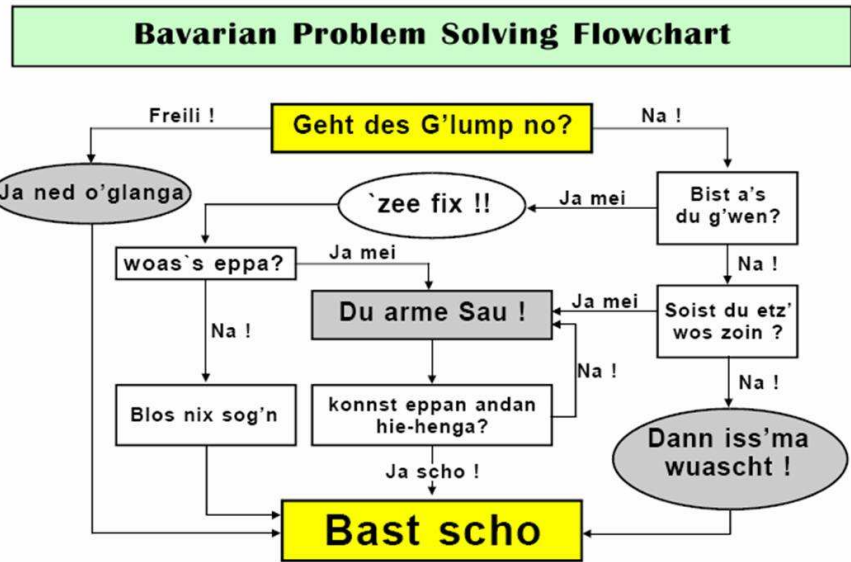 Bavarian Problem Solving Flowchart
Freili !
Geht des G'lump no?
Na !
Ja ned o'glanga
`zee fix !!
Ja mei
Bist a's
du g'wen?
woas`s eppa?
Ja mei
Na !
Du arme Sau !
Ja mei
Soist du etz'
wos zoin ?
Na !
Na !
Na !
Blos nix sog'n
konnst eppan andan
hie-henga?
Dann iss'ma
wuascht !
Ja scho !
Bast scho